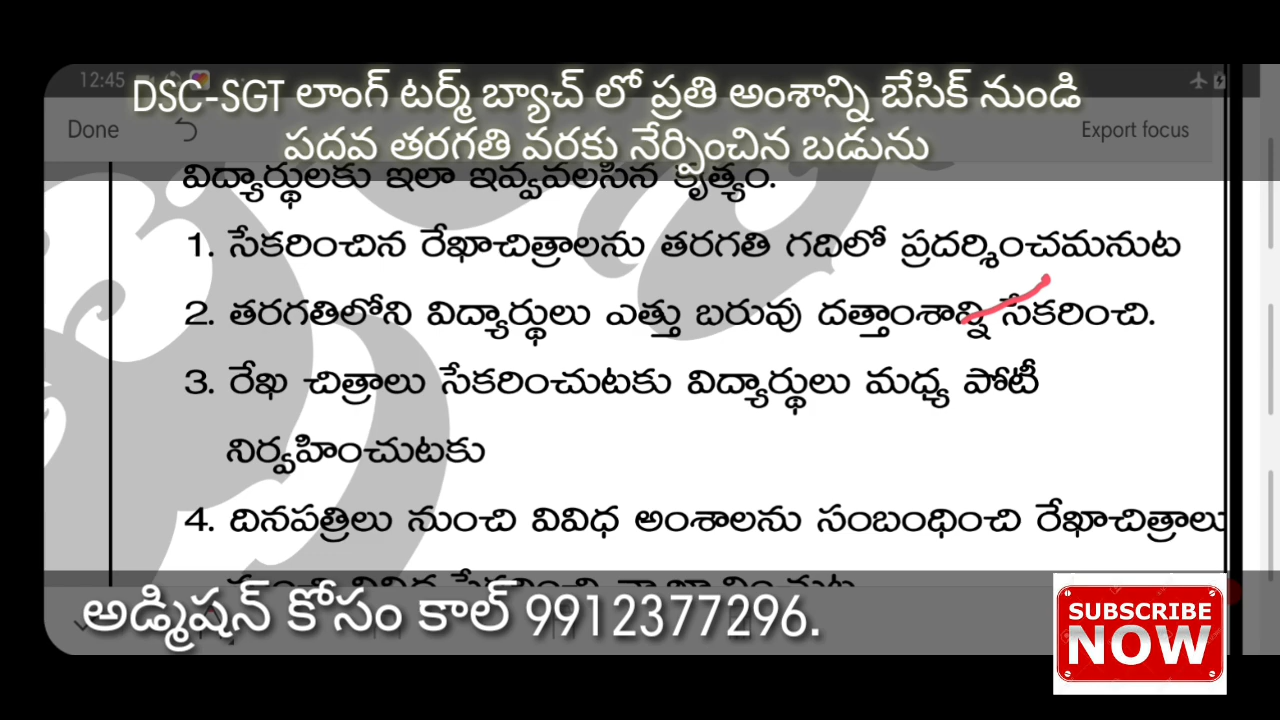 12:45
DSC-SGT లాంగ్ టర్మ్ బ్యాచ్ లో ప్రతి అంశాన్ని బేసిక్ నుండి
Done
Export focus
పదవ తరగతి వరకు నేర్పించిన బడును
విద్యార్థులకు ఇలా ఇవ్వవలసిన కృత్యం.
1. సేకరించిన రేఖాచిత్రాలను తరగతి గదిలో ప్రదర్శించమనుట
2. తరగతిలోని విద్యార్థులు ఎత్తు బరువు దత్తాంశాన్ని సేకరించి.
3. రేఖ చిత్రాలు సేకరించుటకు విద్యార్థులు మధ్య పోటీ
నిర్వహించుటకు
4. దినపత్రిలు నుంచి వివిధ అంశాలను సంబంధించి రేఖాచిత్రాలు
అడ్మిషన్ కోసం కాల్ 9912377296.
SUBSCRIBE
NOW